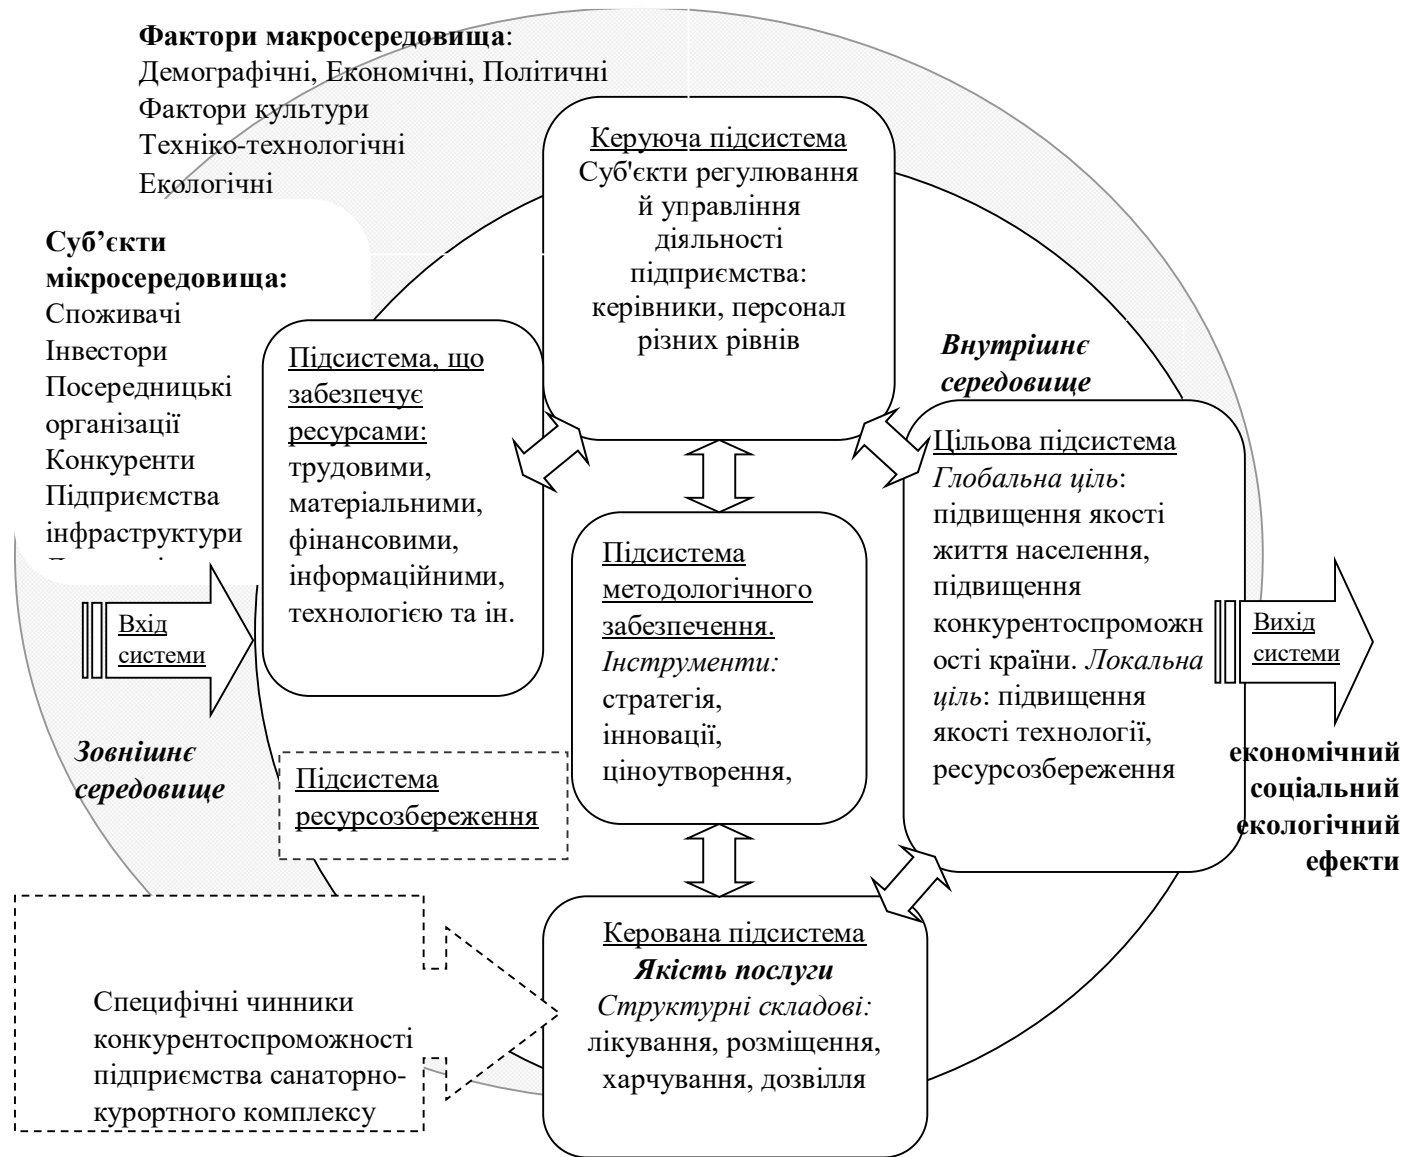 Фактори макросередовища:
Демографічні, Економічні, Політичні
Фактори культури
Техніко-технологічні
Екологічні
Суб’єкти
мікросередовища:
Споживачі
Інвестори
Посередницькі
організації
Конкуренти
Підприємства
інфраструктури
Керуюча підсистема
Суб'єкти регулювання
й управління
діяльності
підприємства:
керівники, персонал
різних рівнів
Підсистема, що
забезпечує
ресурсами:
трудовими,
матеріальними,
фінансовими,
інформаційними,
технологією та ін.
Внутрішнє
середовище
Цільова підсистема
Глобальна ціль:
підвищення якості
життя населення,
підвищення
конкурентоспроможн
ості країни. Локальна
ціль: підвищення
якості технології,
ресурсозбереження
Підсистема
методологічного
забезпечення.
Інструменти:
стратегія,
інновації,
ціноутворення,
Вхід
системи
Вихід
системи
Зовнішнє
середовище
економічний
соціальний
екологічний
ефекти
Підсистема
ресурсозбереження
Керована підсистема
Якість послуги
Структурні складові:
лікування, розміщення,
харчування, дозвілля
Специфічні чинники
конкурентоспроможності
підприємства санаторно-
курортного комплексу